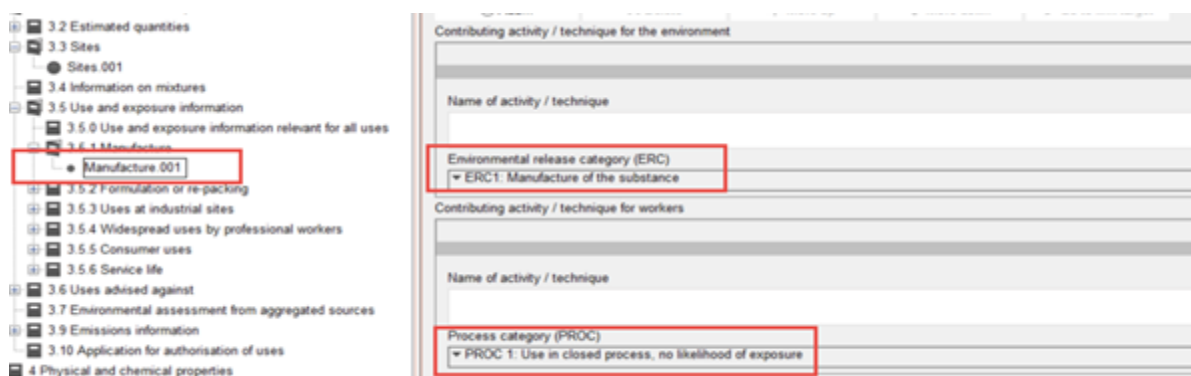 3.2 Estimated quantities
3.3 Sites
Sites.001
3.4 Information on mixtures
3.5 Use and exposure information
3.5.0 Use and exposure information relevant for all uses
3.5.1 Manufacture
Manufacture.001
3.5.2 Formulation or re-packing
3.5.3 Uses at industrial sites
3.5.4 Widespread uses by professional workers
3.5.5 Consumer uses
3.5.6 Service life
3.6 Uses advised against
3.7 Environmental assessment from aggregated sources
3.9 Emissions information
3.10 Application for authorisation of uses
4 Physical and chemical properties
Contributing activity / technique for the environment
Name of activity / technique
Environmental release category (ERC)
ERC1: Manufacture of the substance
Contributing activity / technique for workers
Name of activity / technique
Process category (PROC)
PROC 1: Use in closed process, no likelihood of exposure